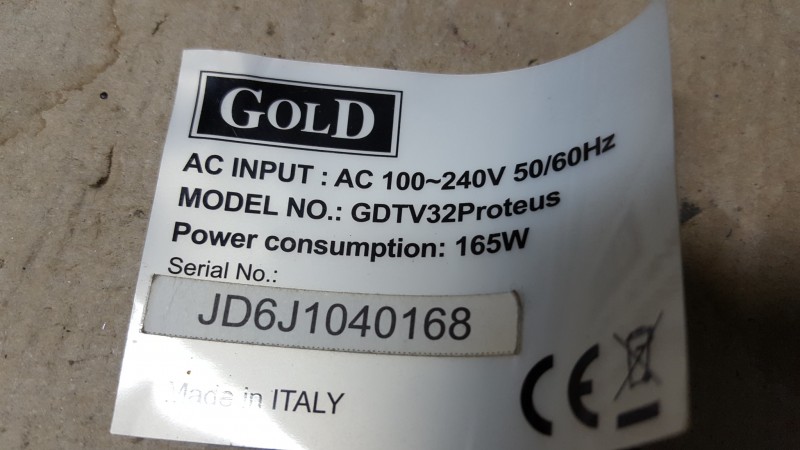 GOLD
AC INPUT : AC 100~240V 50/60Hz
MODEL NO.: GDTV32Proteus
Power consumption: 165W
Serial No.:
JD6J1040168
Made in ITALY
CE